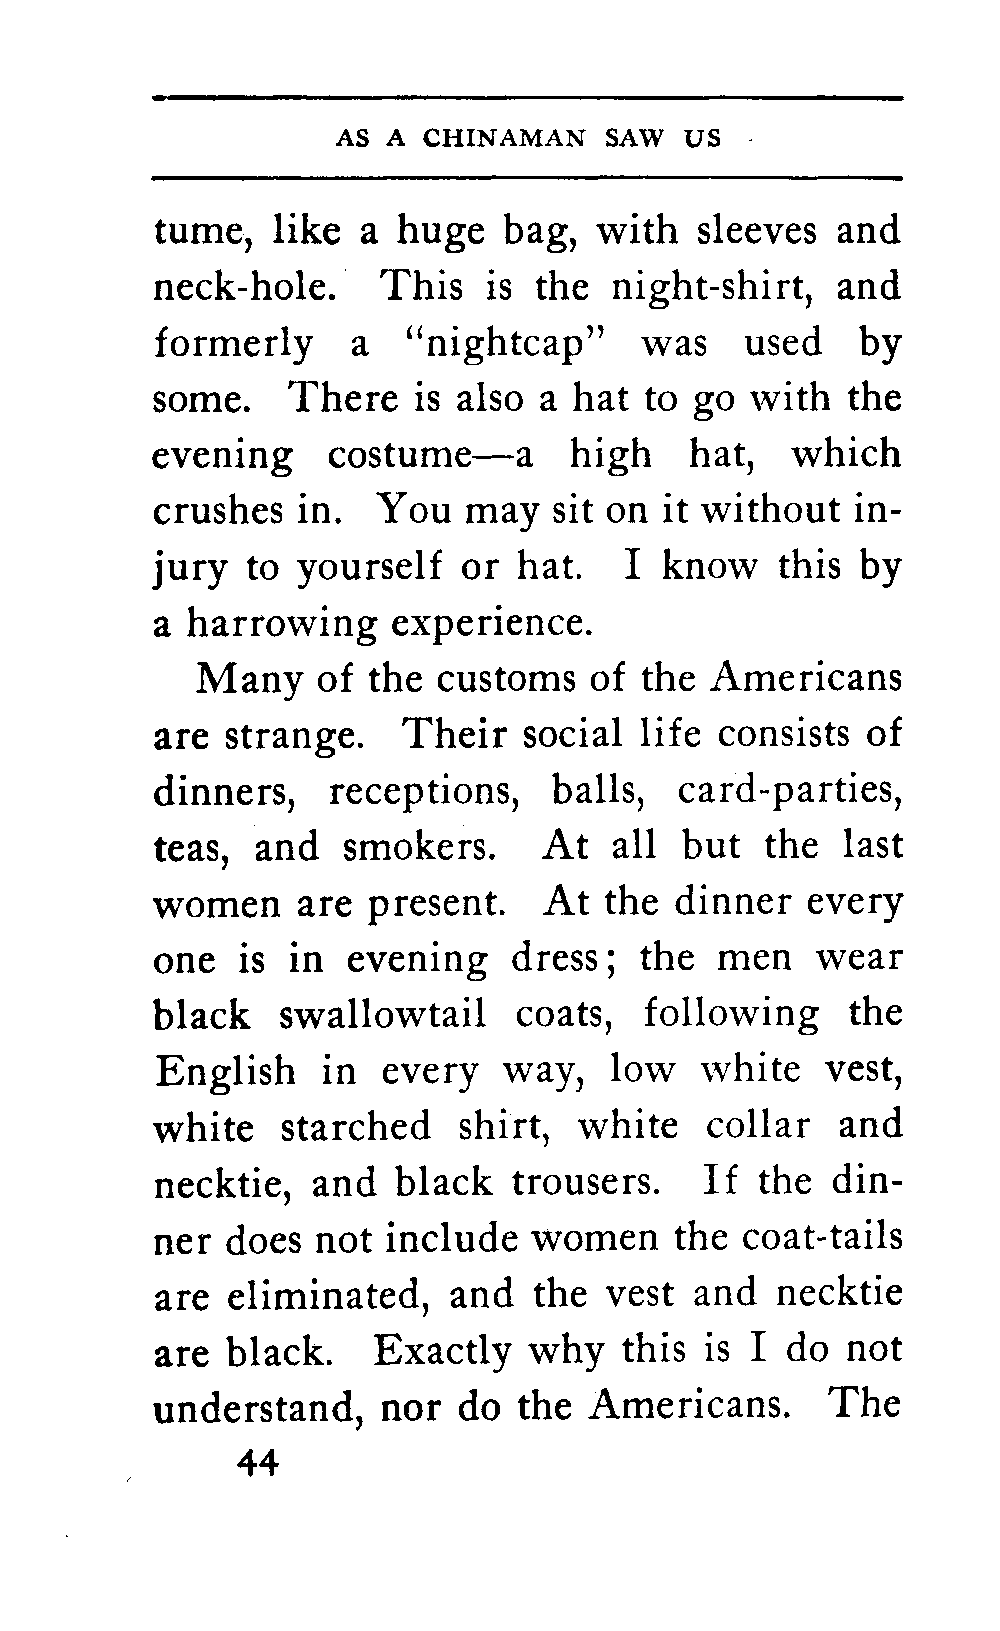 AS A CHINAMAN SAW US
tume, like a huge bag, with sleeves and
neck-hole. This is the night-shirt, and
formerly a "nightcap" was used by
some. There is also a hat to go with the
evening costume—a high hat, which
crushes in. You may sit on it without in-
jury to yourself or hat. I know this by
a harrowing experience.
Many of the customs of the Americans
are strange. Their social life consists of
dinners, receptions, balls, card-parties,
teas, and smokers. At all but the last
women are present. At the dinner every
one is in evening dress; the men wear
black swallowtail coats, following the
English in every way, low white vest,
white starched shirt, white collar and
necktie, and black trousers. If the din-
ner does not include women the coat-tails
are eliminated, and the vest and necktie
are black. Exactly why this is I do not
understand, nor do the Americans. The
44